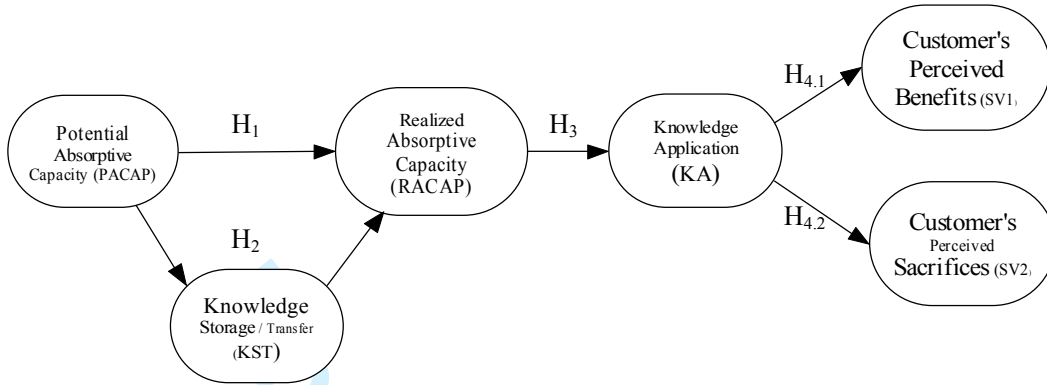 Potential
Absorptive
Capacity (PACAP)
H1
Realized
Absorptive
Capacity
(RACAP)
H2
Knowledge
Storage / Transfer
(KST)
H3
Knowledge
Application
(KA)
H4.1
Customer's
Perceived
Benefits (SV1)
H4.2
Customer's
Perceived
Sacrifices (SV2)